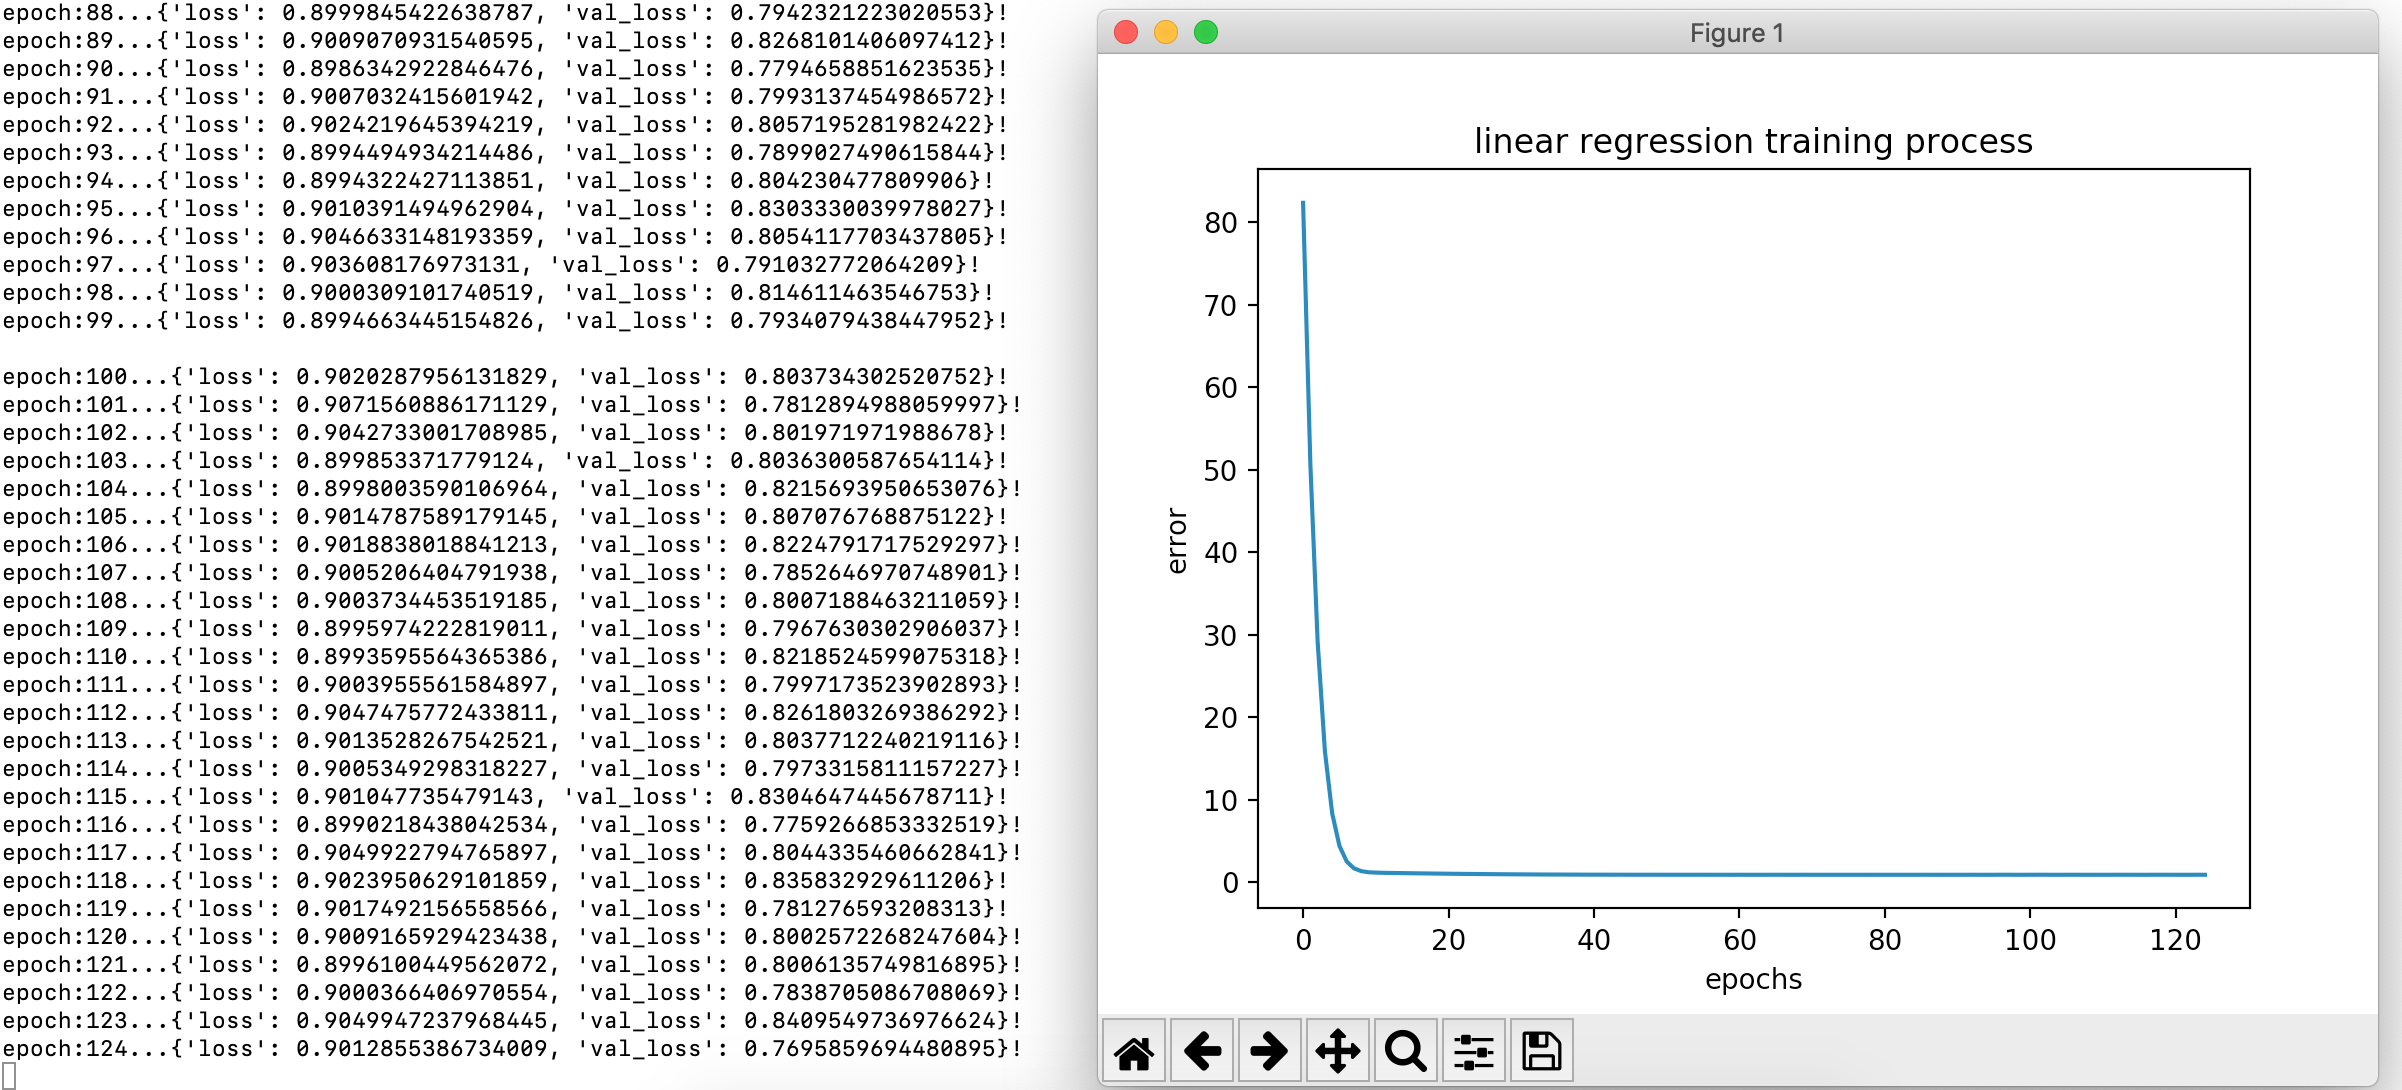 epoch:88...{'loss': 0.8999845422638787, 'val_loss': 0.7942321223020553}!
epoch:89...{'loss': 0.9009070931540595, 'val_loss': 0.8268101406097412}!
epoch:90...{'loss': 0.8986342922846476, 'val_loss': 0.7794658851623535}!
epoch:91...{'loss': 0.9007032415601942, 'val_loss': 0.7993137454986572}!
epoch:92...{'loss': 0.9024219645394219, 'val_loss': 0.8057195281982422}!
epoch:93...{'loss': 0.8994494934214486, 'val_loss': 0.7899027490615844}!
epoch:94...{'loss': 0.8994322427113851, 'val_loss': 0.804230477809906}!
epoch:95...{'loss': 0.9010391494962904, 'val_loss': 0.8303330039978027}!
epoch:96...{'loss': 0.9046633148193359, 'val_loss': 0.8054117703437805}!
epoch:97...{'loss': 0.903608176973131, 'val_loss': 0.791032772064209}!
epoch:98...{'loss': 0.9000309101740519, 'val_loss': 0.814611463546753}!
epoch:99...{'loss': 0.8994663445154826, 'val_loss': 0.7934079438447952}!
epoch:100...{'loss': 0.9020287956131829, 'val_loss': 0.803734302520752}!
epoch:101...{'loss': 0.9071560886171129, 'val_loss': 0.7812894988059997}!
epoch:102...{'loss': 0.9042733001708985, 'val_loss': 0.801971971988678}!
epoch:103...{'loss': 0.899853371779124, 'val_loss': 0.8036300587654114}!
epoch:104...{'loss': 0.8998003590106964, 'val_loss': 0.8215693950653076}!
epoch:105...{'loss': 0.9014787589179145, 'val_loss': 0.807076768875122}!
epoch:106...{'loss': 0.9018838018841213, 'val_loss': 0.8224791717529297}!
epoch:107...{'loss': 0.9005206404791938, 'val_loss': 0.7852646970748901}!
epoch:108...{'loss': 0.9003734453519185, 'val_loss': 0.8007188463211059}!
epoch:109...{'loss': 0.8995974222819011, 'val_loss': 0.7967630302906037}!
epoch:110...{'loss': 0.8993595564365386, 'val_loss': 0.8218524599075318}!
epoch:111...{'loss': 0.9003955561584897, 'val_loss': 0.7997173523902893}!
epoch:112...{'loss': 0.9047475772433811, 'val_loss': 0.8261803269386292}!
epoch:113...{'loss': 0.9013528267542521, 'val_loss': 0.8037712240219116}!
epoch:114...{'loss': 0.9005349298318227, 'val_loss': 0.7973315811157227}!
epoch:115...{'loss': 0.901047735479143, 'val_loss': 0.8304647445678711}!
epoch:116...{'loss': 0.8990218438042534, 'val_loss': 0.7759266853332519}!
epoch:117...{'loss': 0.9049922794765897, 'val_loss': 0.8044335460662841}!
epoch:118...{'loss': 0.9023950629101859, 'val_loss': 0.835832929611206}!
epoch:119...{'loss': 0.9017492156558566, 'val_loss': 0.781276593208313}!
epoch:120...{'loss': 0.9009165929423438, 'val_loss': 0.8002572268247604}!
epoch:121...{'loss': 0.8996100449562072, 'val_loss': 0.8006135749816895}!
epoch:122...{'loss': 0.9000366406970554, 'val_loss': 0.7838705086708069}!
epoch:123...{'loss': 0.9049947237968445, 'val_loss': 0.8409549736976624}!
epoch:124...{'loss': 0.9012855386734009, 'val_loss': 0.7695859694480895}!
Figure 1
linear regression training process
80
70
60
50
40
30
20
10
0
error
0 20 40 60 80 100 120
epochs